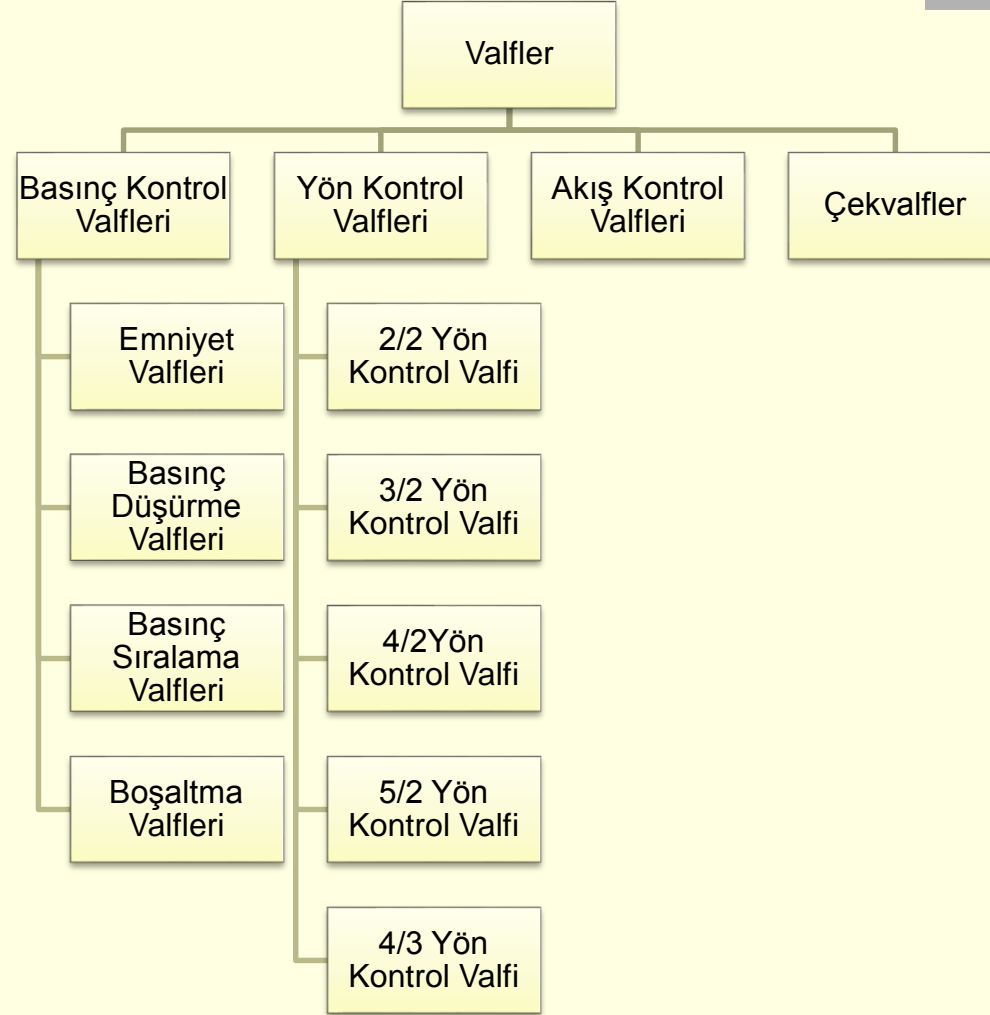 Valfler
Basınç Kontrol
Valfleri
Yön Kontrol
Valfleri
Akış Kontrol
Valfleri
Çekvalfler
Emniyet
Valfleri
Basınç
Düşürme
Valfleri
Basınç
Sıralama
Valfleri
Boşaltma
Valfleri
2/2 Yön
Kontrol Valfi
3/2 Yön
Kontrol Valfi
4/2Yön
Kontrol Valfi
5/2 Yön
Kontrol Valfi
4/3 Yön
Kontrol Valfi